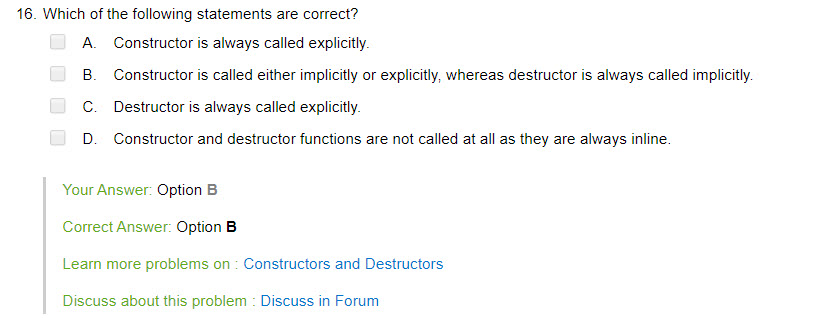 16. Which of the following statements are correct?
A. Constructor is always called explicitly.
B. Constructor is called either implicitly or explicitly, whereas destructor is always called implicitly.
C. Destructor is always called explicitly.
D. Constructor and destructor functions are not called at all as they are always inline.
Your Answer: Option B
Correct Answer: Option B
Learn more problems on : Constructors and Destructors
Discuss about this problem : Discuss in Forum